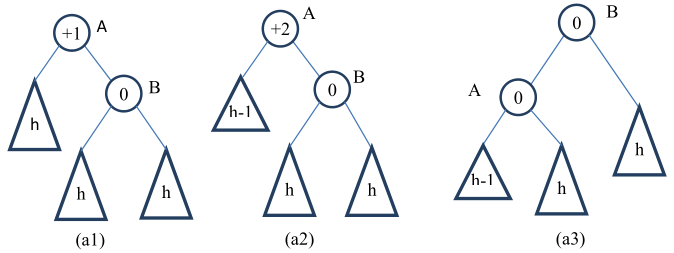 +1 A
0 B
h
h h
(a1)
+2 A
0 B
h-1
h h
(a2)
0 B
A 0
h-1 h h
(a3)